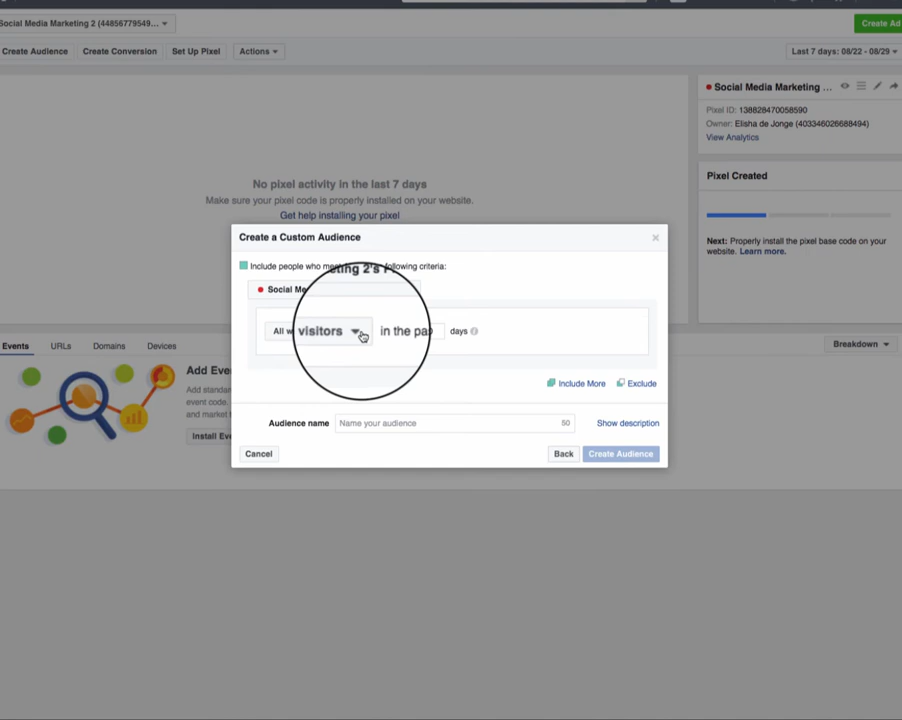 Social Media Marketing 2 (44856779549...
Create Ad
Create Audience
Create Conversion
Set Up Pixel
Actions
Last 7 days: 08/22 - 08/29
Social Media Marketing ...
Pixel ID: 138828470058590
Owner: Elisha de Jonge (403346026688494)
View Analytics
No pixel activity in the last 7 days
Make sure your pixel code is properly installed on your website.
Get help installing your pixel
Pixel Created
Next: Properly install the pixel base code on your
website. Learn more.
Create a Custom Audience
Include people who me
ting 2's
following criteria:
Social Me
All w
visitors
in the pa
days
Include More
Exclude
Audience name
Name your audience
50
Show description
Cancel
Back
Create Audience
Events
URLs
Domains
Devices
Breakdown
Add Eve
Add standar
event code.
and market
Install Eve